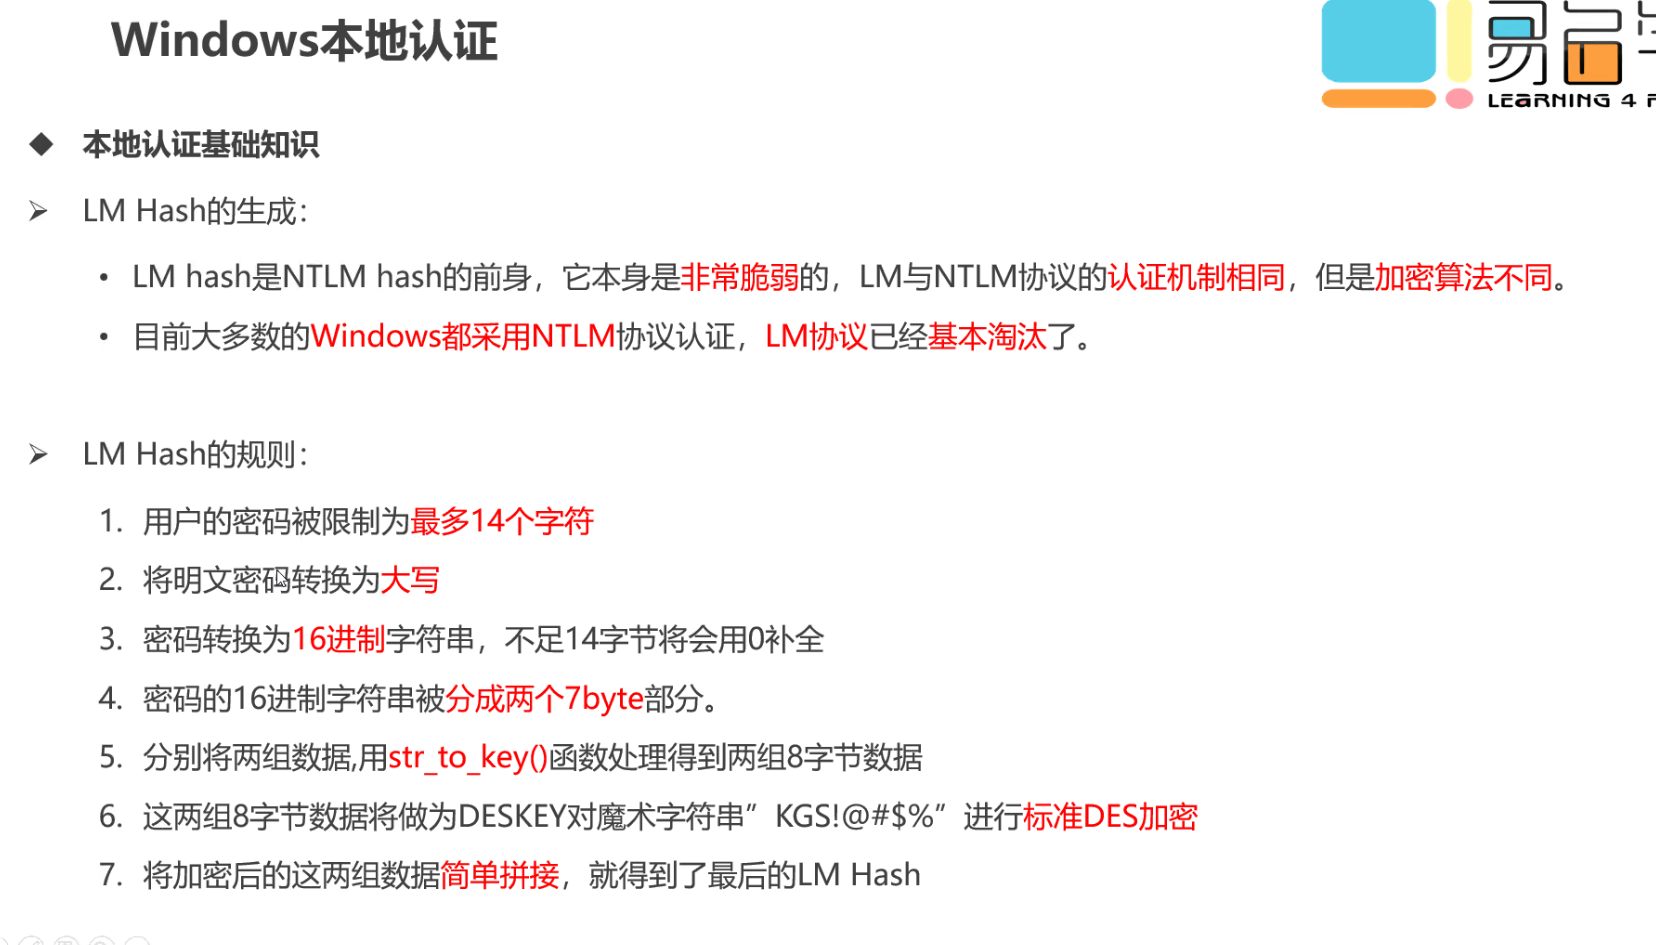 Windows本地认证
LEARNING 4 F
◆ 本地认证基础知识
➢ LM Hash的生成：
• LM hash是NTLM hash的前身，它本身是非常脆弱的，LM与NTLM协议的认证机制相同，但是加密算法不同。
• 目前大多数的Windows都采用NTLM协议认证，LM协议已经基本淘汰了。
➢ LM Hash的规则：
1. 用户的密码被限制为最多14个字符
2. 将明文密码转换为大写
3. 密码转换为16进制字符串，不足14字节将会用0补全
4. 密码的16进制字符串被分成两个7byte部分。
5. 分别将两组数据,用str_to_key()函数处理得到两组8字节数据
6. 这两组8字节数据将做为DESKEY对魔术字符串”KGS!@#$%”进行标准DES加密
7. 将加密后的这两组数据简单拼接，就得到了最后的LM Hash